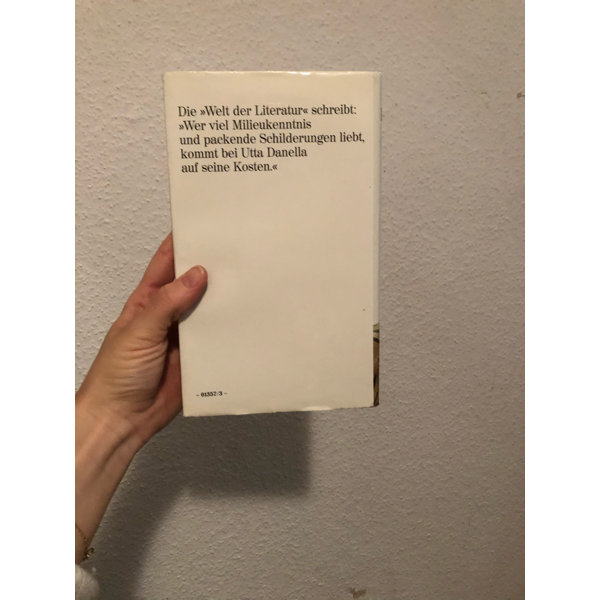 Die »Welt der Literatur« schreibt:
»Wer viel Milieukenntnis
und packende Schilderungen liebt,
kommt bei Utta Danella
auf seine Kosten.«
– 01357/3 –